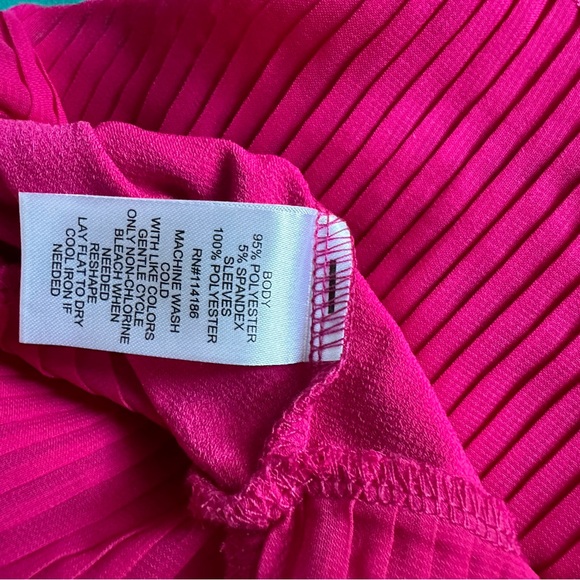 BODY
95% POLYESTER
5% SPANDEX
SLEEVES
100% POLYESTER
RN#114186
MACHINE WASH
COLD
WITH LIKE COLORS
GENTLE CYCLE
ONLY NON-CHLORINE
BLEACH WHEN
NEEDED
RESHAPE
LAY FLAT TO DRY
COOL IRON IF
NEEDED